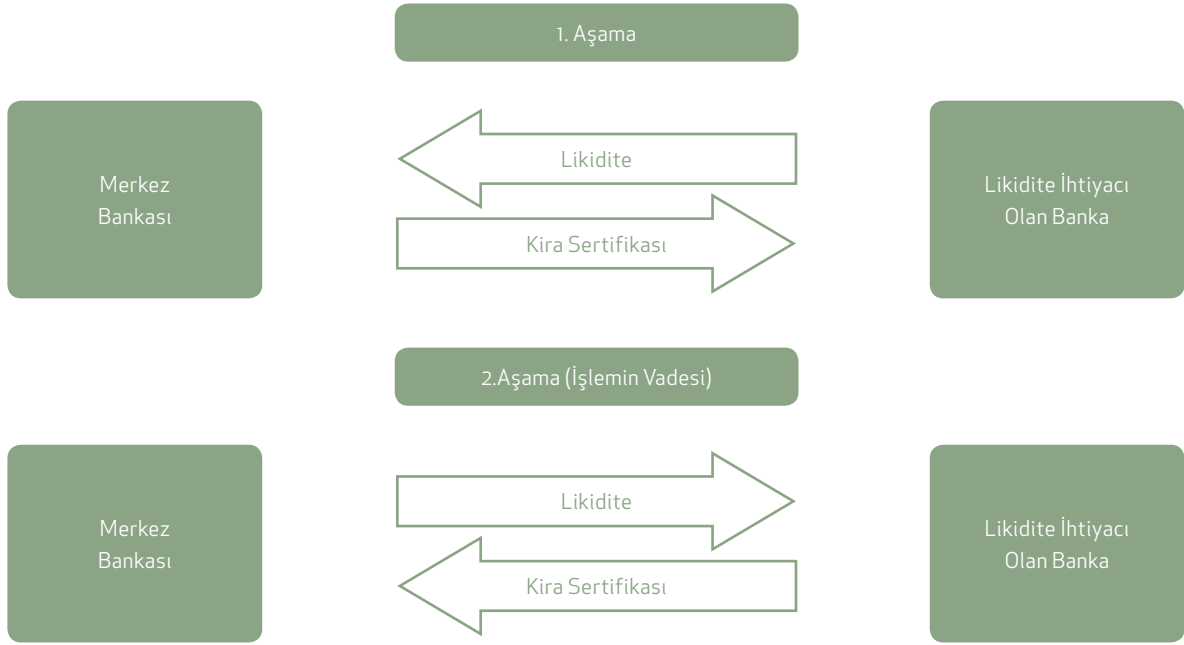 1. Aşama
Merkez
Bankası
Likidite
Kira Sertifikası
Likidite İhtiyacı
Olan Banka
2.Aşama (İşlemin Vadesi)
Merkez
Bankası
Likidite
Kira Sertifikası
Likidite İhtiyacı
Olan Banka